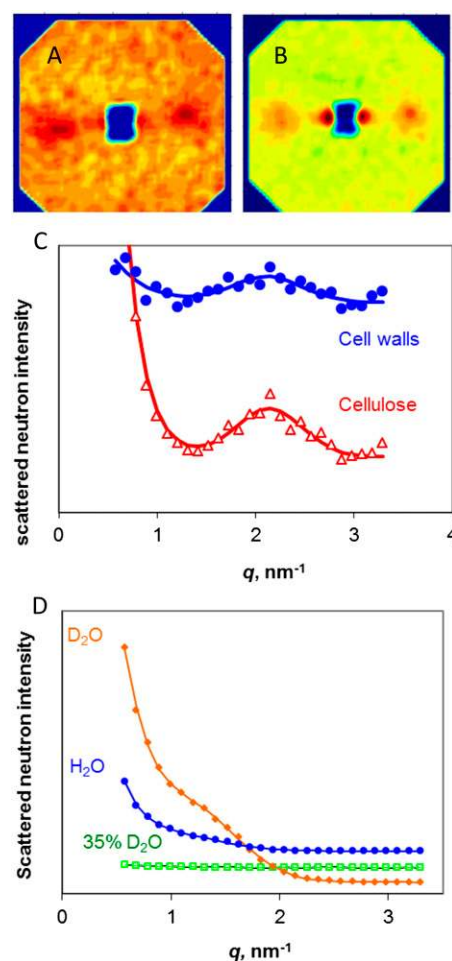 A
B
C
scattered neutron intensity
Cell walls
Cellulose
0
1
2
3
4
q, nm⁻¹
D
Scattered neutron intensity
D₂O
H₂O
35% D₂O
0
1
2
3
q, nm⁻¹